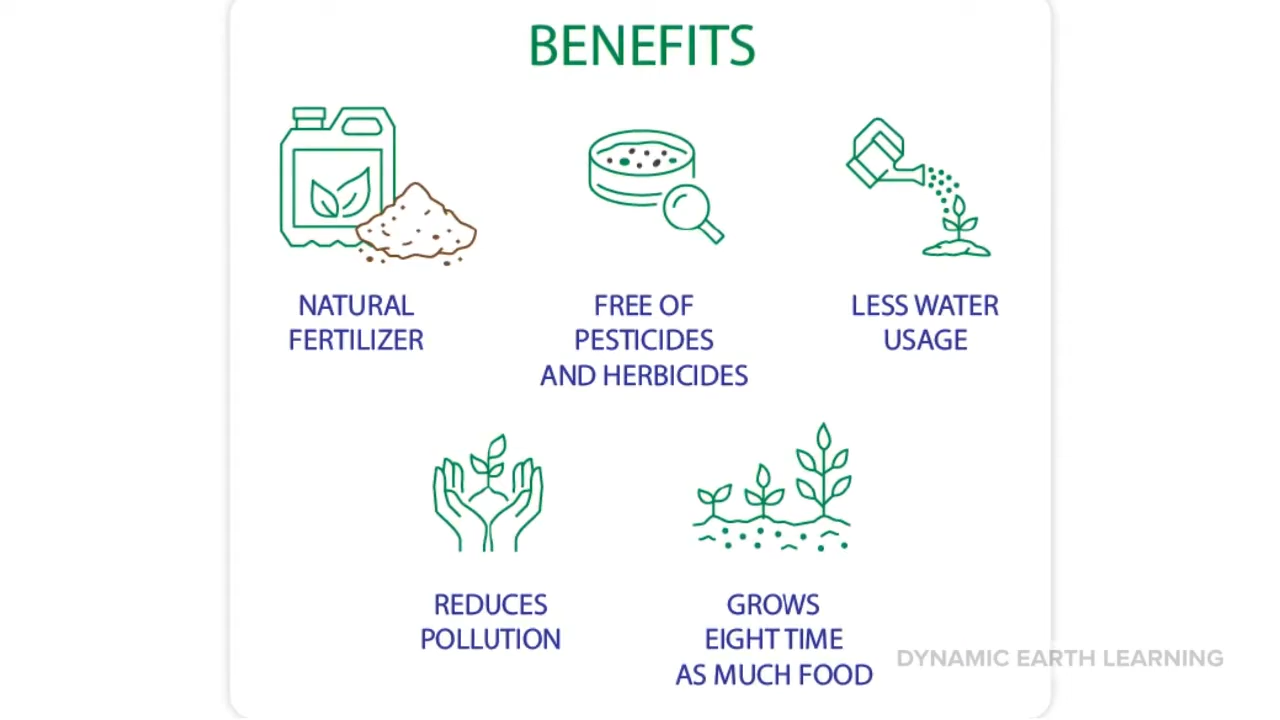 BENEFITS
NATURAL
FERTILIZER
FREE OF
PESTICIDES
AND HERBICIDES
LESS WATER
USAGE
REDUCES
POLLUTION
GROWS
EIGHT TIME
AS MUCH FOOD
DYNAMIC EARTH LEARNING